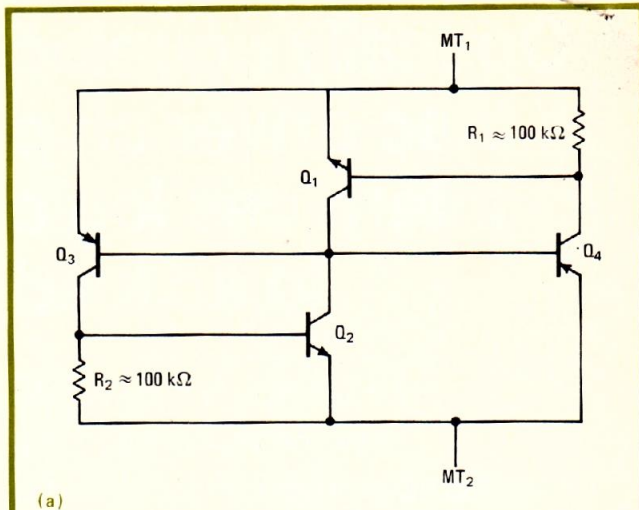 MT₁
R₁ ≈ 100 kΩ
Q₁
Q₃
Q₄
Q₂
R₂ ≈ 100 kΩ
MT₂
(a)